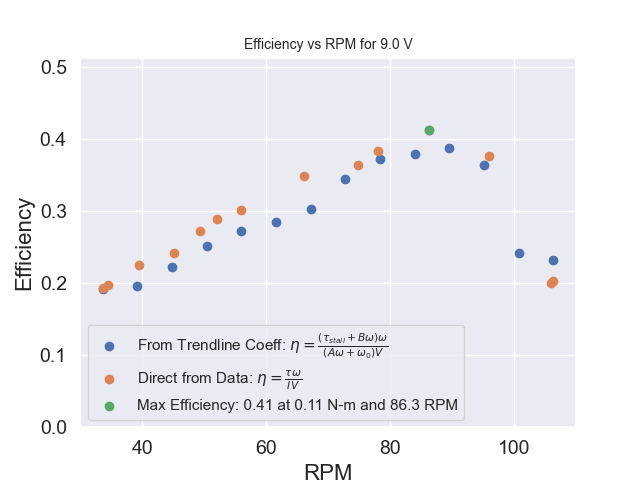 Efficiency vs RPM for 9.0 V
0.5
0.4
0.3
0.2
0.1
0.0
Efficiency
From Trendline Coeff: η = (τ_stall + Bω)ω / (Aω + ω₀)V
Direct from Data: η = τω / IV
Max Efficiency: 0.41 at 0.11 N-m and 86.3 RPM
40 60 80 100
RPM